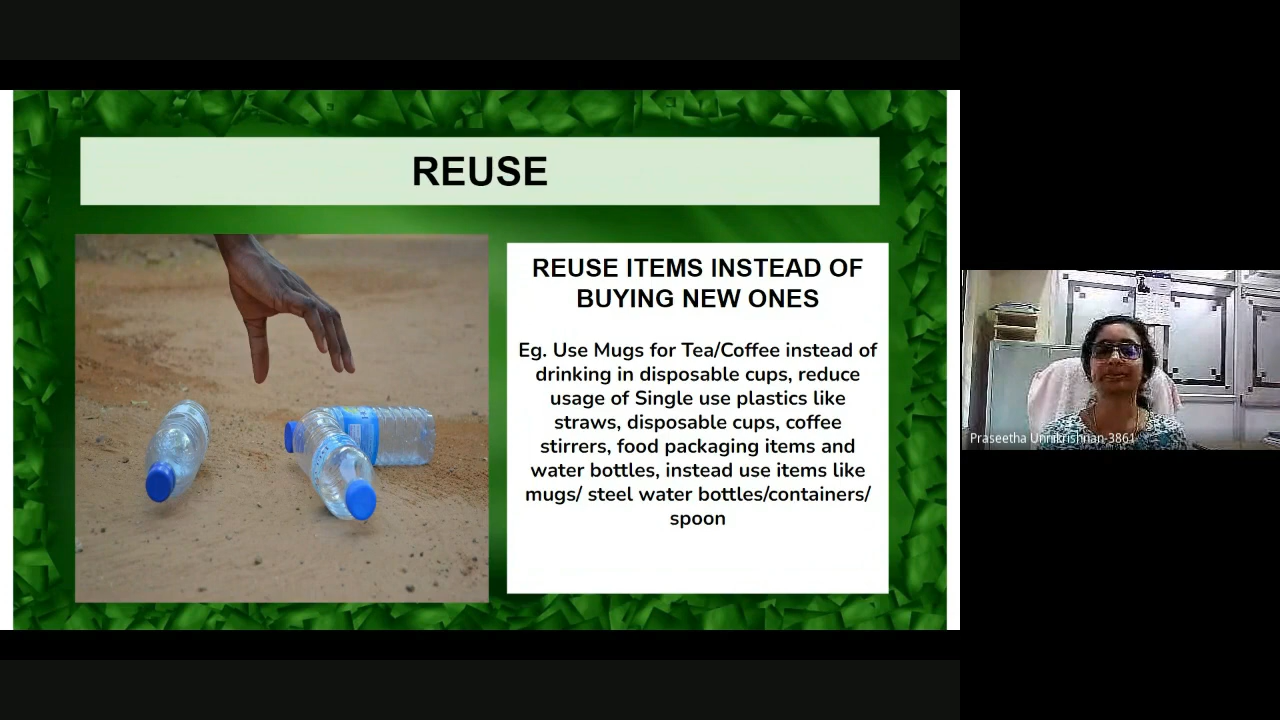 REUSE
REUSE ITEMS INSTEAD OF
BUYING NEW ONES
Eg. Use Mugs for Tea/Coffee instead of
drinking in disposable cups, reduce
usage of Single use plastics like
straws, disposable cups, coffee
stirrers, food packaging items and
water bottles, instead use items like
mugs/ steel water bottles/containers/
spoon
Praseetha Unnikrishnan-3861